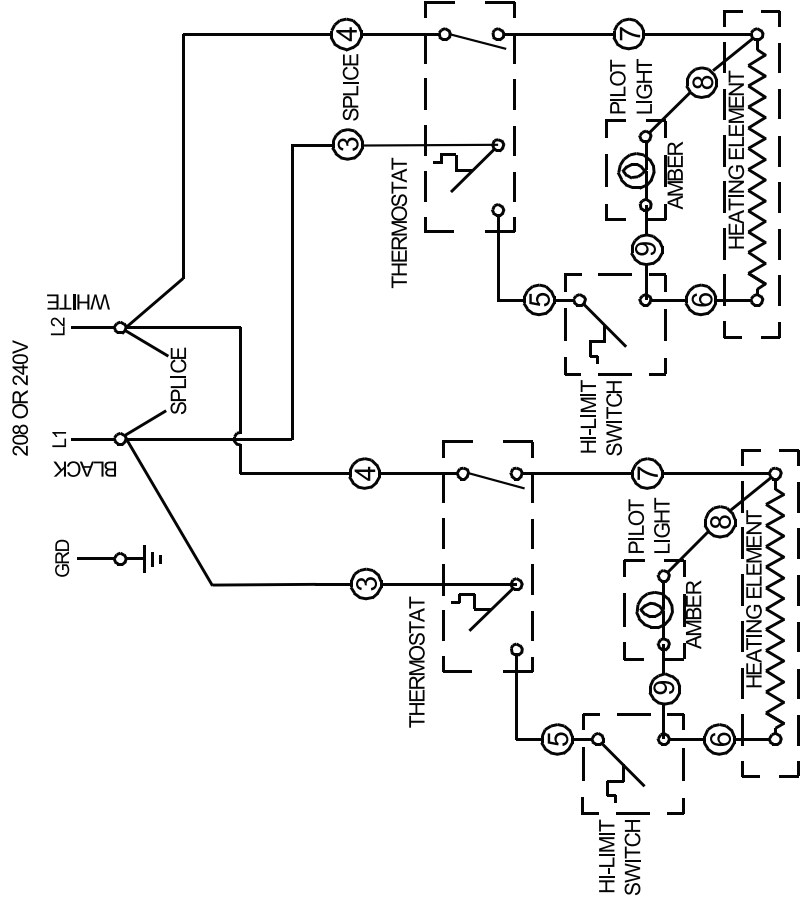 208 OR 240V
GRD
BLACK
L1
L2
WHITE
SPLICE
3
4
THERMOSTAT
5
HI-LIMIT
SWITCH
6
9
PILOT
LIGHT
AMBER
7
8
HEATING ELEMENT
3
4
SPLICE
THERMOSTAT
5
HI-LIMIT
SWITCH
6
9
PILOT
LIGHT
AMBER
7
8
HEATING ELEMENT